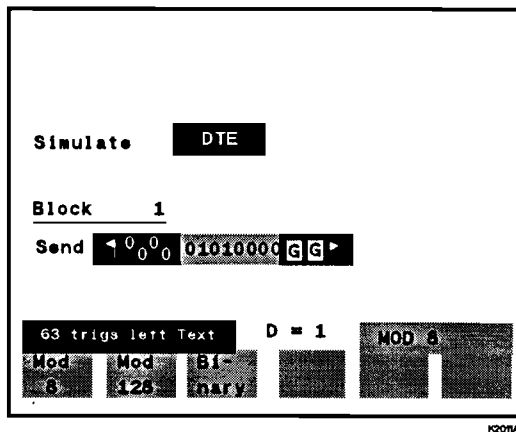 Simulate DTE
Block 1
Send 0000 01010000 G G
63 trigs left Text D = 1
MOD 8
Mod 8
Mod 128
Bi-nary